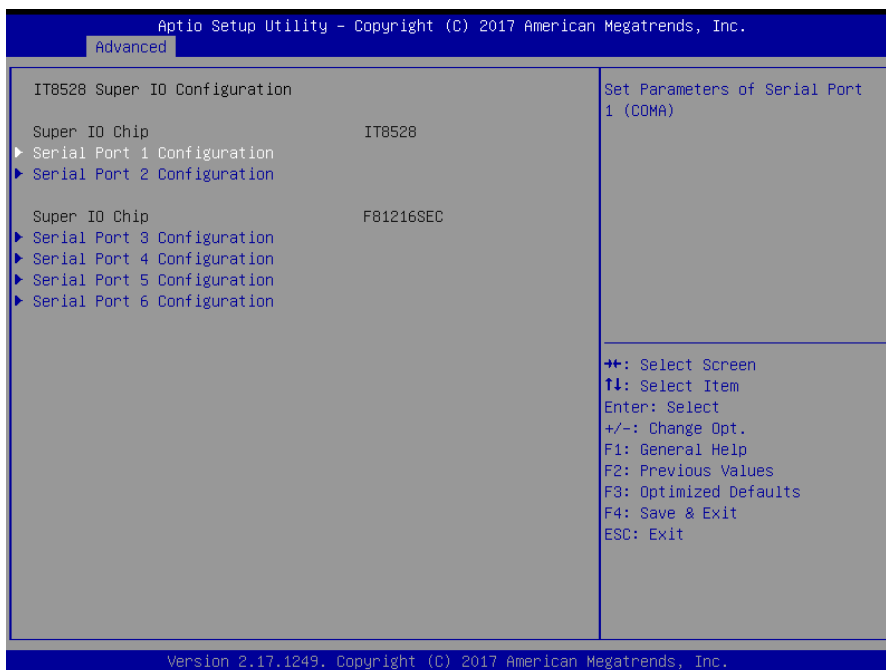 Aptio Setup Utility – Copyright (C) 2017 American Megatrends, Inc.
Advanced
IT8528 Super IO Configuration
Super IO Chip IT8528
▶ Serial Port 1 Configuration
▶ Serial Port 2 Configuration
Super IO Chip F81216SEC
▶ Serial Port 3 Configuration
▶ Serial Port 4 Configuration
▶ Serial Port 5 Configuration
▶ Serial Port 6 Configuration
Set Parameters of Serial Port
1 (COMA)
→←: Select Screen
↑↓: Select Item
Enter: Select
+/-: Change Opt.
F1: General Help
F2: Previous Values
F3: Optimized Defaults
F4: Save & Exit
ESC: Exit
Version 2.17.1249. Copyright (C) 2017 American Megatrends, Inc.